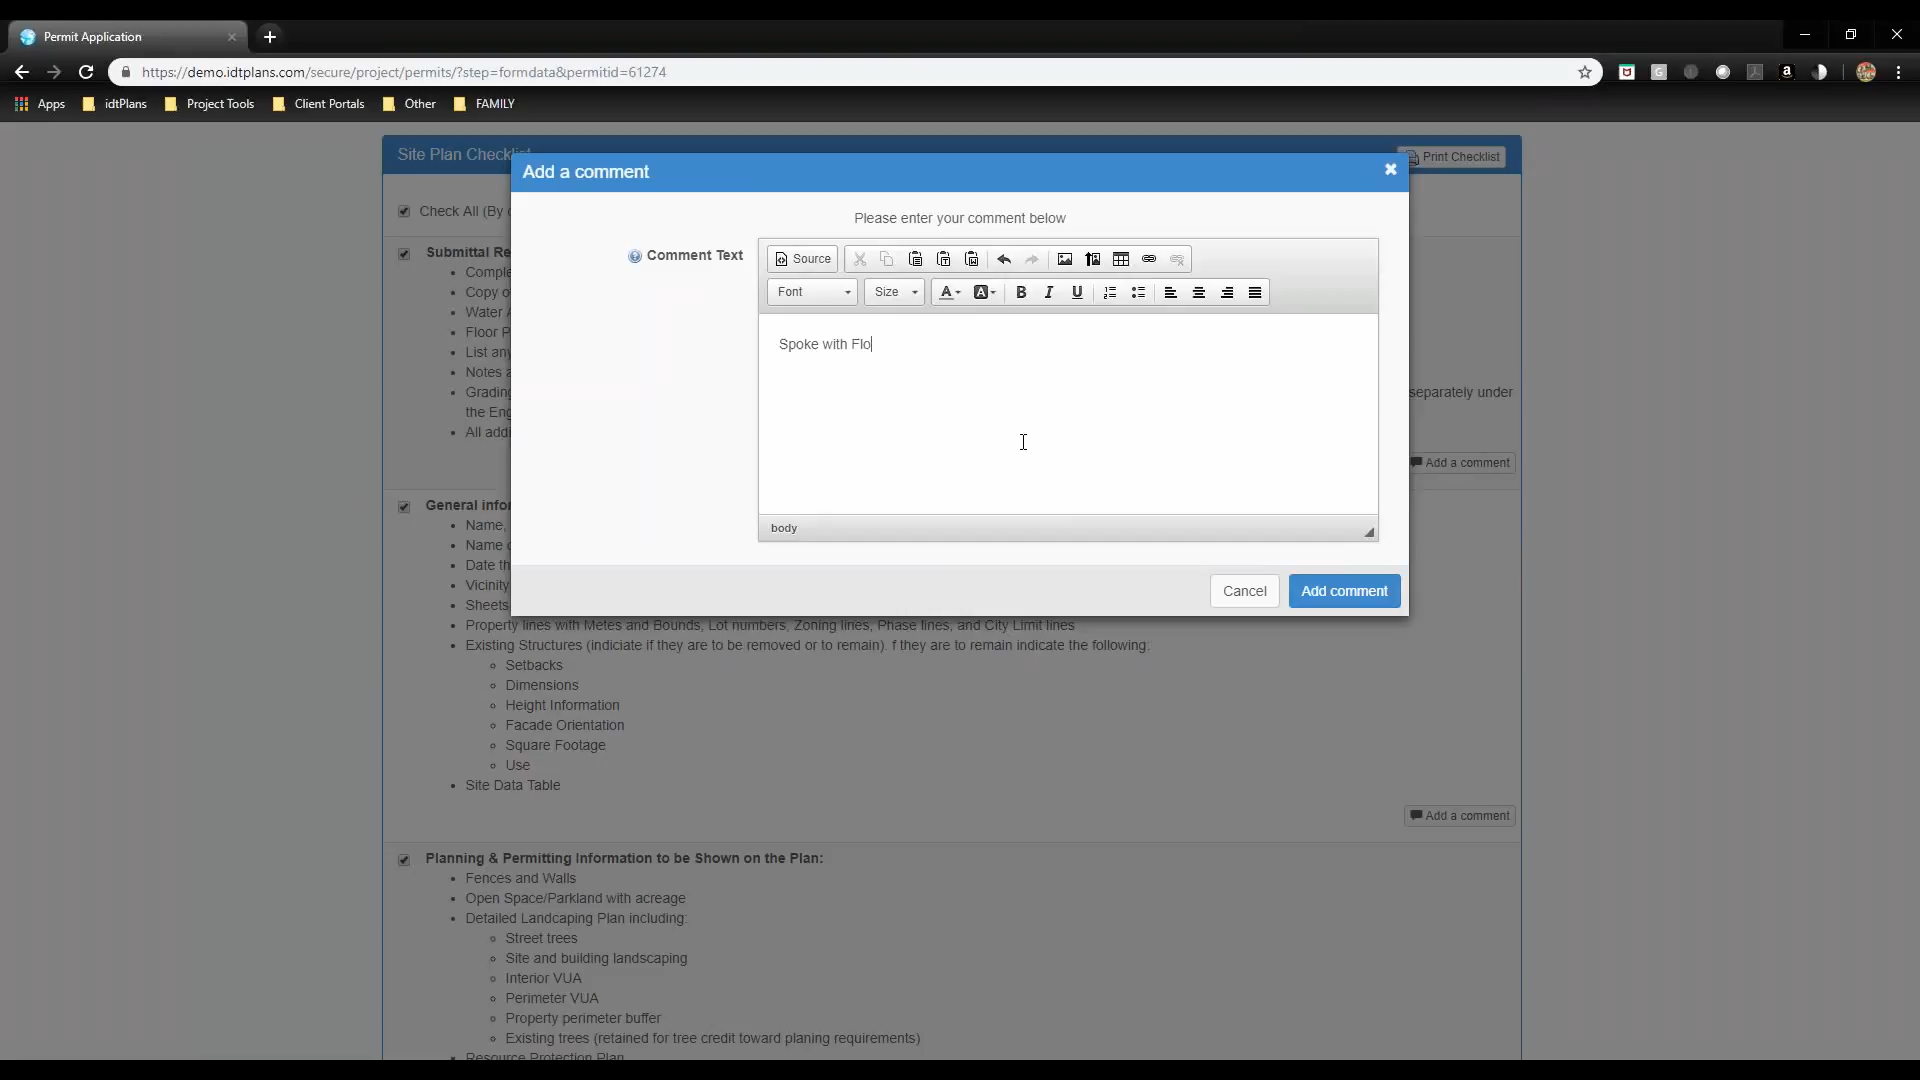 Permit Application
https://demo.idtplans.com/secure/project/permits/?step=formdata&permitid=61274
Apps idtPlans Project Tools Client Portals Other FAMILY
Site Plan Checklist
Print Checklist
Add a comment
Check All (By
Please enter your comment below
Comment Text
Source
Font Size
Submittal Re
Comple
Copy o
Water
Floor P
List any
Notes a
Grading
separately under
the Eng
All addi
Spoke with Flo
body
Cancel Add comment
Add a comment
General infor
Name,
Name
Date th
Vicinity
Sheets
Property lines with Metes and Bounds, Lot numbers, Zoning lines, Phase lines, and City Limit lines
Existing Structures (indiciate if they are to be removed or to remain). f they are to remain indicate the following:
Setbacks
Dimensions
Height Information
Facade Orientation
Square Footage
Use
Site Data Table
Add a comment
Planning & Permitting Information to be Shown on the Plan:
Fences and Walls
Open Space/Parkland with acreage
Detailed Landcaping Plan including:
Street trees
Site and building landscaping
Interior VUA
Perimeter VUA
Property perimeter buffer
Existing trees (retained for tree credit toward planing requirements)
Resource Protection Plan